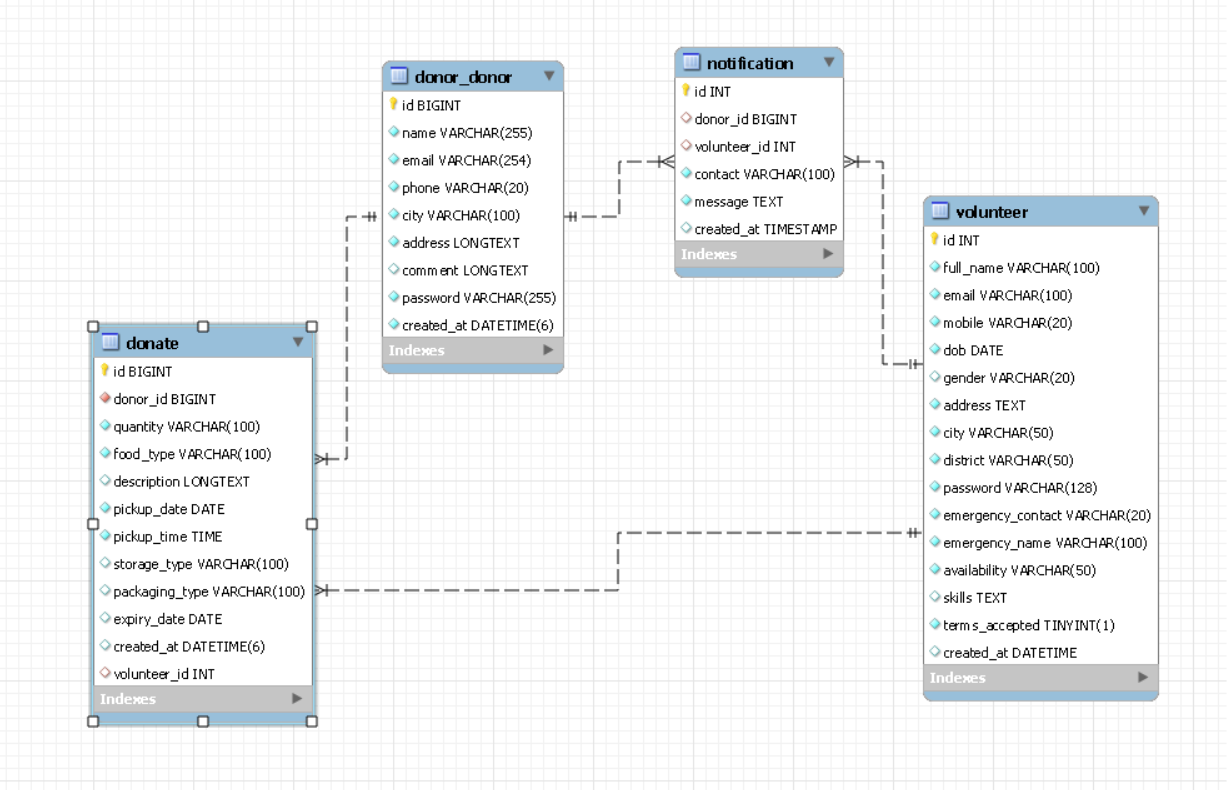 donor_donor
id BIGINT
name VARCHAR(255)
email VARCHAR(254)
phone VARCHAR(20)
city VARCHAR(100)
address LONGTEXT
comment LONGTEXT
password VARCHAR(255)
created_at DATETIME(6)
Indexes
notification
id INT
donor_id BIGINT
volunteer_id INT
contact VARCHAR(100)
message TEXT
created_at TIMESTAMP
Indexes
donate
id BIGINT
donor_id BIGINT
quantity VARCHAR(100)
food_type VARCHAR(100)
description LONGTEXT
pickup_date DATE
pickup_time TIME
storage_type VARCHAR(100)
packaging_type VARCHAR(100)
expiry_date DATE
created_at DATETIME(6)
volunteer_id INT
Indexes
volunteer
id INT
full_name VARCHAR(100)
email VARCHAR(100)
mobile VARCHAR(20)
dob DATE
gender VARCHAR(20)
address TEXT
city VARCHAR(50)
district VARCHAR(50)
password VARCHAR(128)
emergency_contact VARCHAR(20)
emergency_name VARCHAR(100)
availability VARCHAR(50)
skills TEXT
terms_accepted TINYINT(1)
created_at DATETIME
Indexes